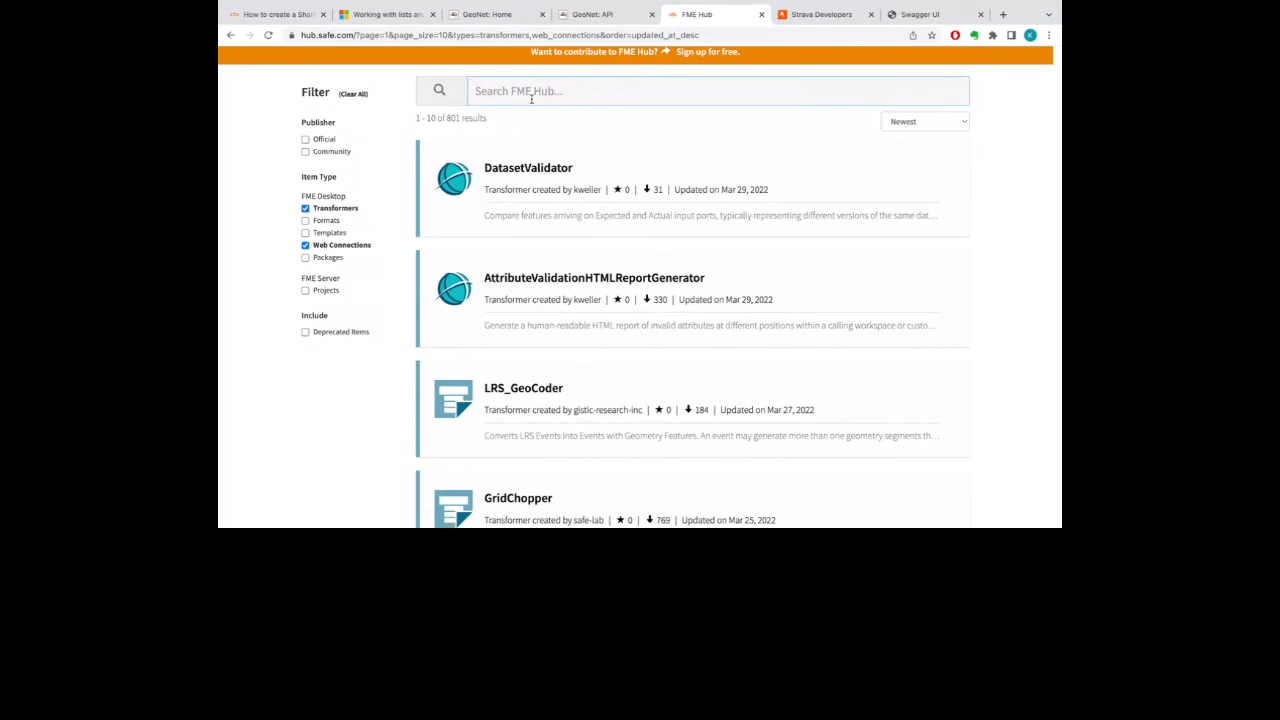 How to create a Shar
Working with lists an
GeoNet: Home
GeoNet: API
FME Hub
Strava Developers
Swagger UI
hub.safe.com/?page=1&page_size=10&types=transformers,web_connections&order=updated_at_desc
K
Want to contribute to FME Hub? Sign up for free.
Filter (Clear All)
Search FME Hub...
1 - 10 of 801 results
Newest
Publisher
Official
Community
Item Type
FME Desktop
Transformers
Formats
Templates
Web Connections
Packages
FME Server
Projects
Include
Deprecated Items
DatasetValidator
Transformer created by kweller | ★ 0 | 31 | Updated on Mar 29, 2022
Compare features arriving on Expected and Actual input ports, typically representing different versions of the same dat...
AttributeValidationHTMLReportGenerator
Transformer created by kweller | ★ 0 | 330 | Updated on Mar 29, 2022
Generate a human-readable HTML report of invalid attributes at different positions within a calling workspace or custo...
LRS_GeoCoder
Transformer created by gistic-research-inc | ★ 0 | 184 | Updated on Mar 27, 2022
Converts LRS Events Into Events with Geometry Features. An event may generate more than one geometry segments th...
GridChopper
Transformer created by safe-lab | ★ 0 | 769 | Updated on Mar 25, 2022